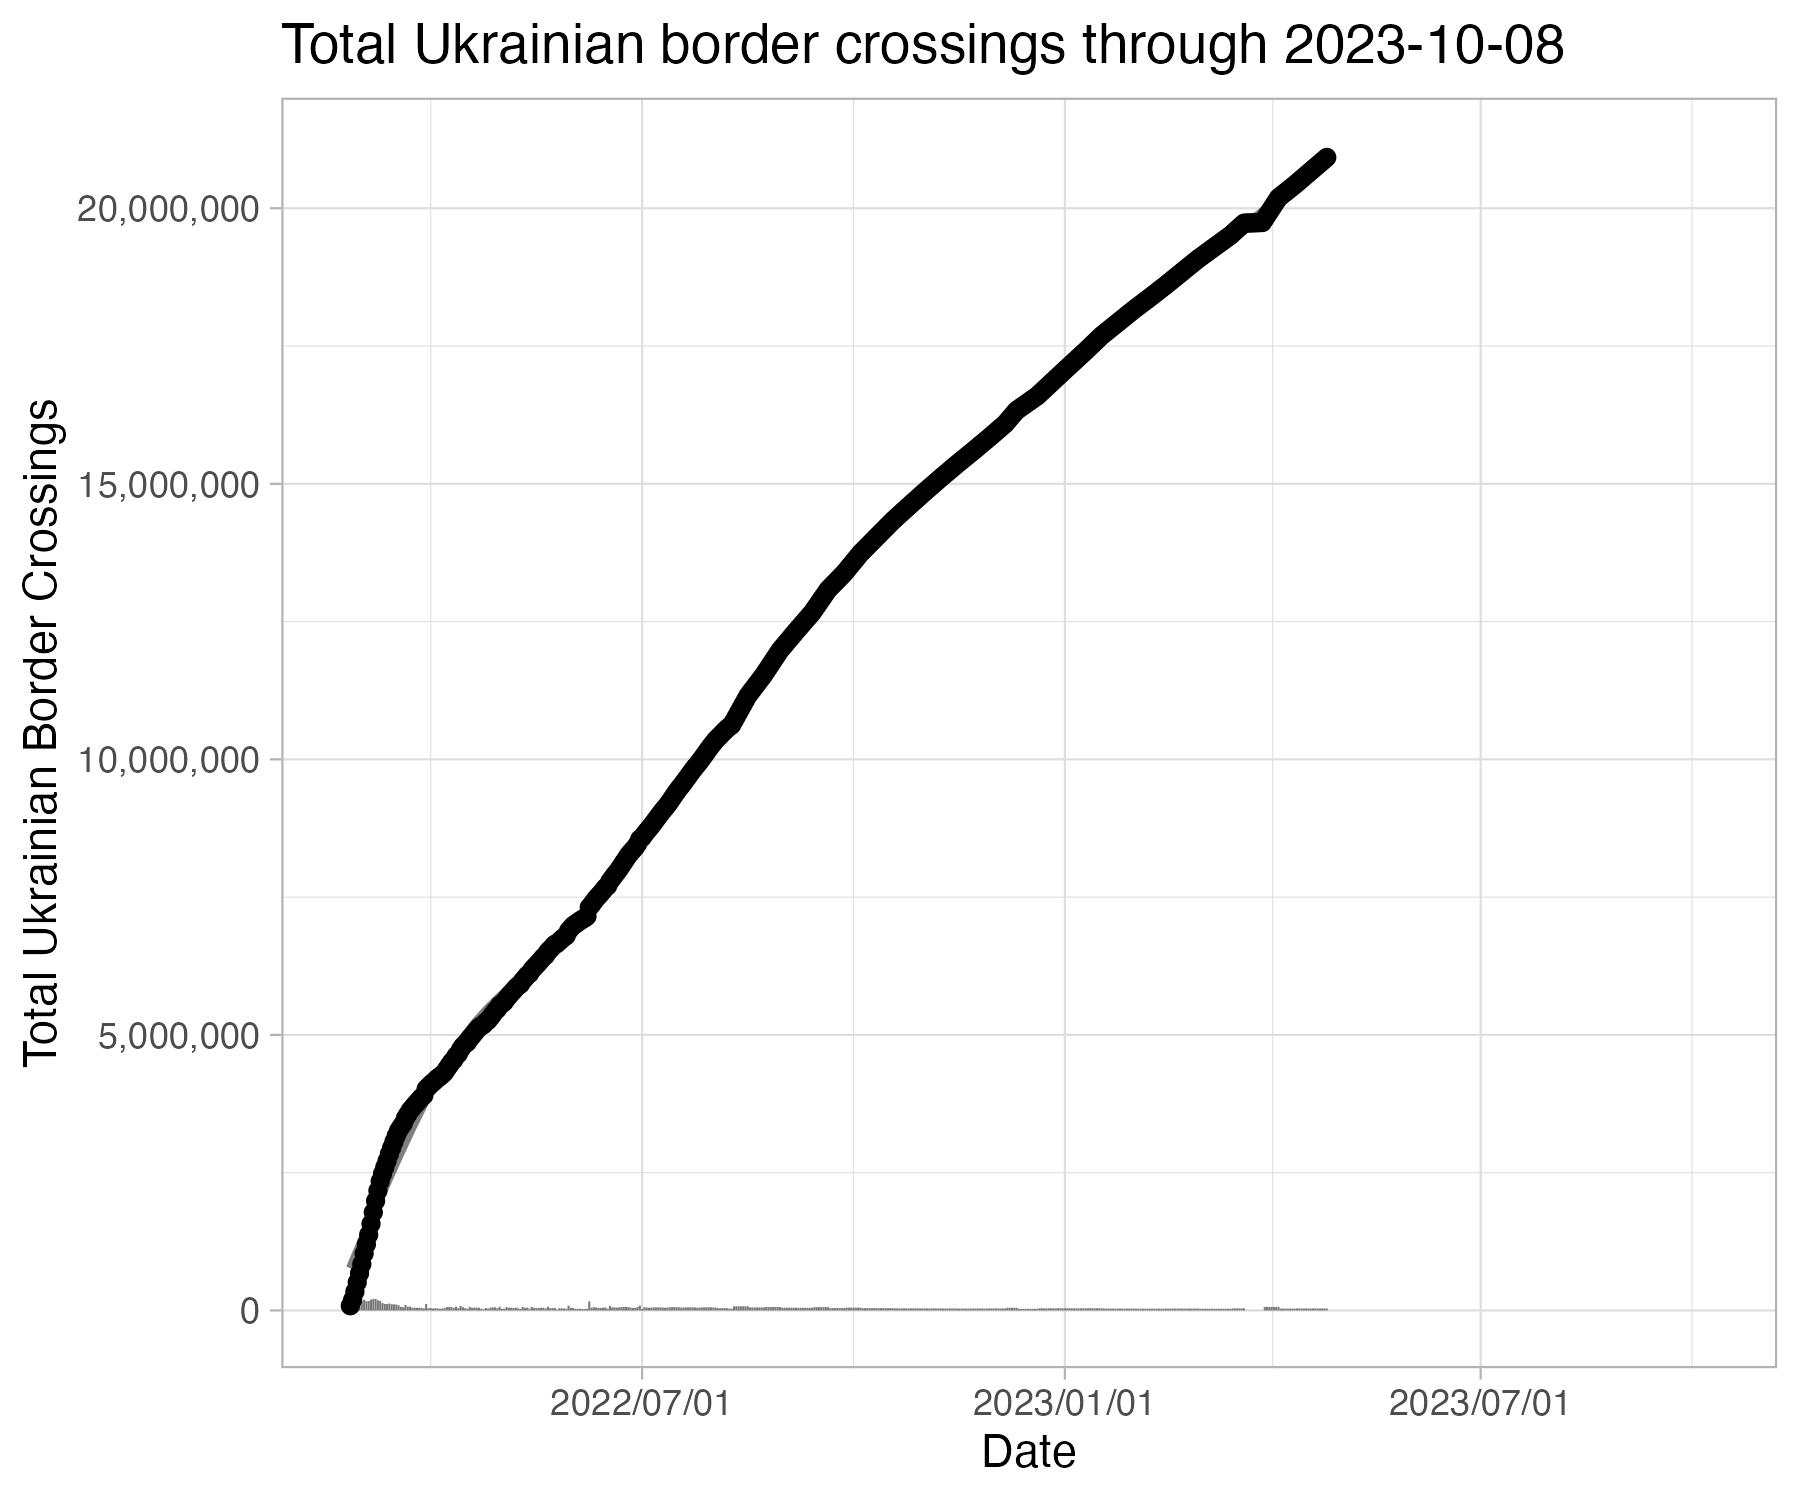 Total Ukrainian border crossings through 2023-10-08
Total Ukrainian Border Crossings
20,000,000
15,000,000
10,000,000
5,000,000
0
2022/07/01
2023/01/01
2023/07/01
Date